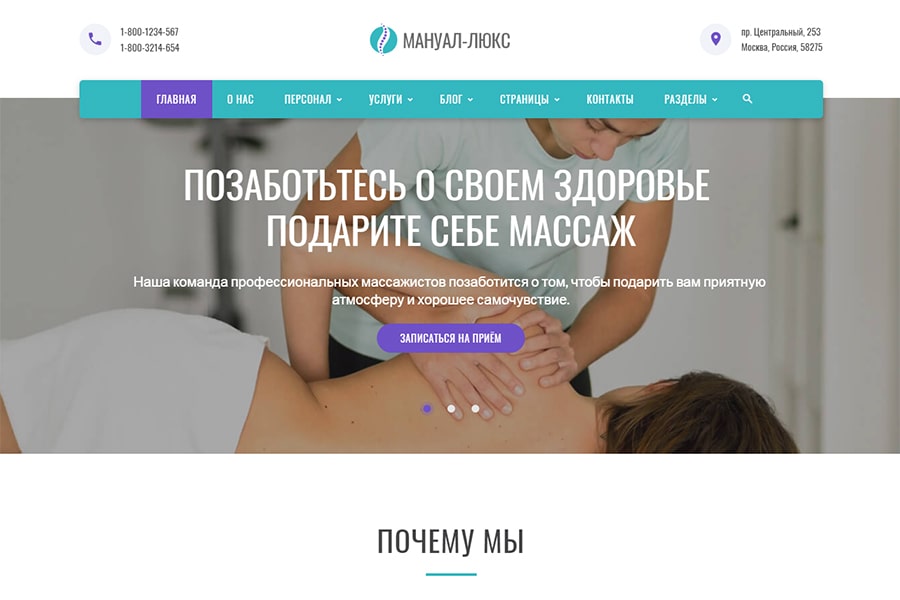 1-800-1234-567
1-800-3214-654
МАНУАЛ-ЛЮКС
пр. Центральный, 253
Москва, Россия, 58275
ГЛАВНАЯ О НАС ПЕРСОНАЛ УСЛУГИ БЛОГ СТРАНИЦЫ КОНТАКТЫ РАЗДЕЛЫ
ПОЗАБОТЬТЕСЬ О СВОЕМ ЗДОРОВЬЕ
ПОДАРИТЕ СЕБЕ МАССАЖ
Наша команда профессиональных массажистов позаботится о том, чтобы подарить вам приятную
атмосферу и хорошее самочувствие.
ЗАПИСАТЬСЯ НА ПРИЁМ
ПОЧЕМУ МЫ